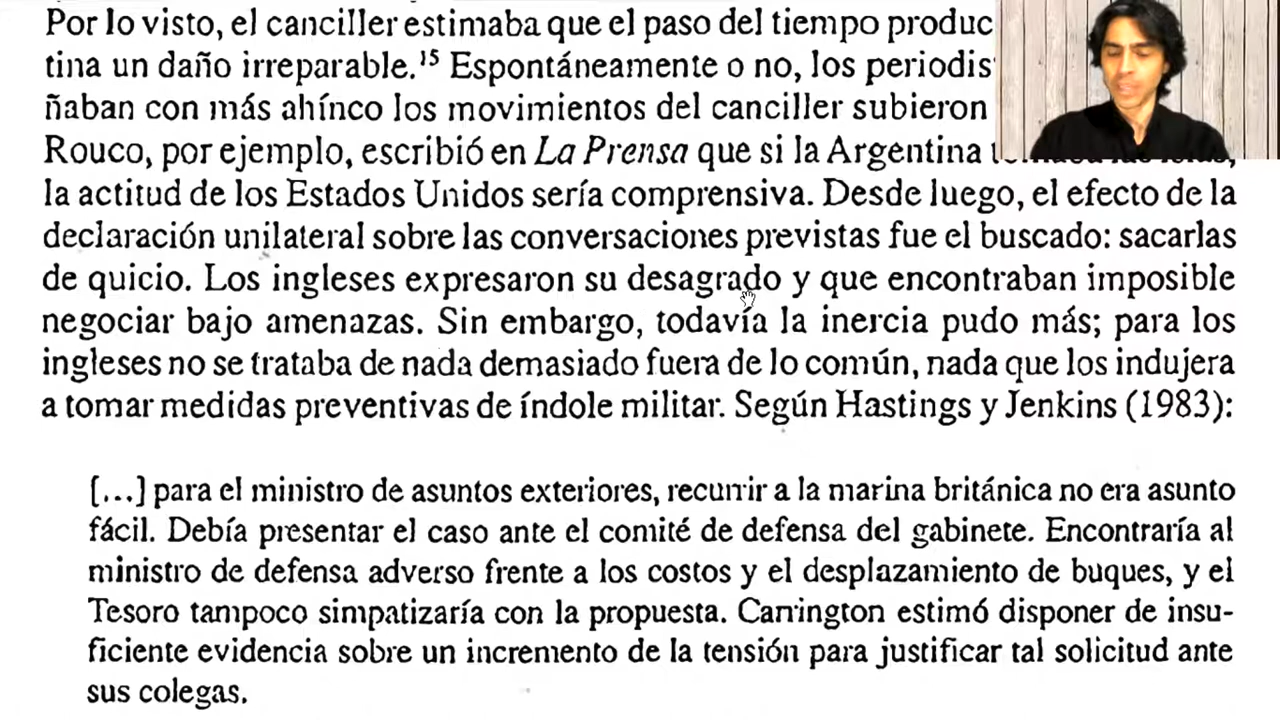 Por lo visto, el canciller estimaba que el paso del tiempo produc
tina un daño irreparable.¹⁵ Espontáneamente o no, los periodis
ñaban con más ahínco los movimientos del canciller subieron
Rouco, por ejemplo, escribió en La Prensa que si la Argentina
la actitud de los Estados Unidos sería comprensiva. Desde luego, el efecto de la
declaración unilateral sobre las conversaciones previstas fue el buscado: sacarlas
de quicio. Los ingleses expresaron su desagrado y que encontraban imposible
negociar bajo amenazas. Sin embargo, todavía la inercia pudo más; para los
ingleses no se trataba de nada demasiado fuera de lo común, nada que los indujera
a tomar medidas preventivas de índole militar. Según Hastings y Jenkins (1983):
[...] para el ministro de asuntos exteriores, recurrir a la marina británica no era asunto
fácil. Debía presentar el caso ante el comité de defensa del gabinete. Encontraría al
ministro de defensa adverso frente a los costos y el desplazamiento de buques, y el
Tesoro tampoco simpatizaría con la propuesta. Carrington estimó disponer de insu-
ficiente evidencia sobre un incremento de la tensión para justificar tal solicitud ante
sus colegas.